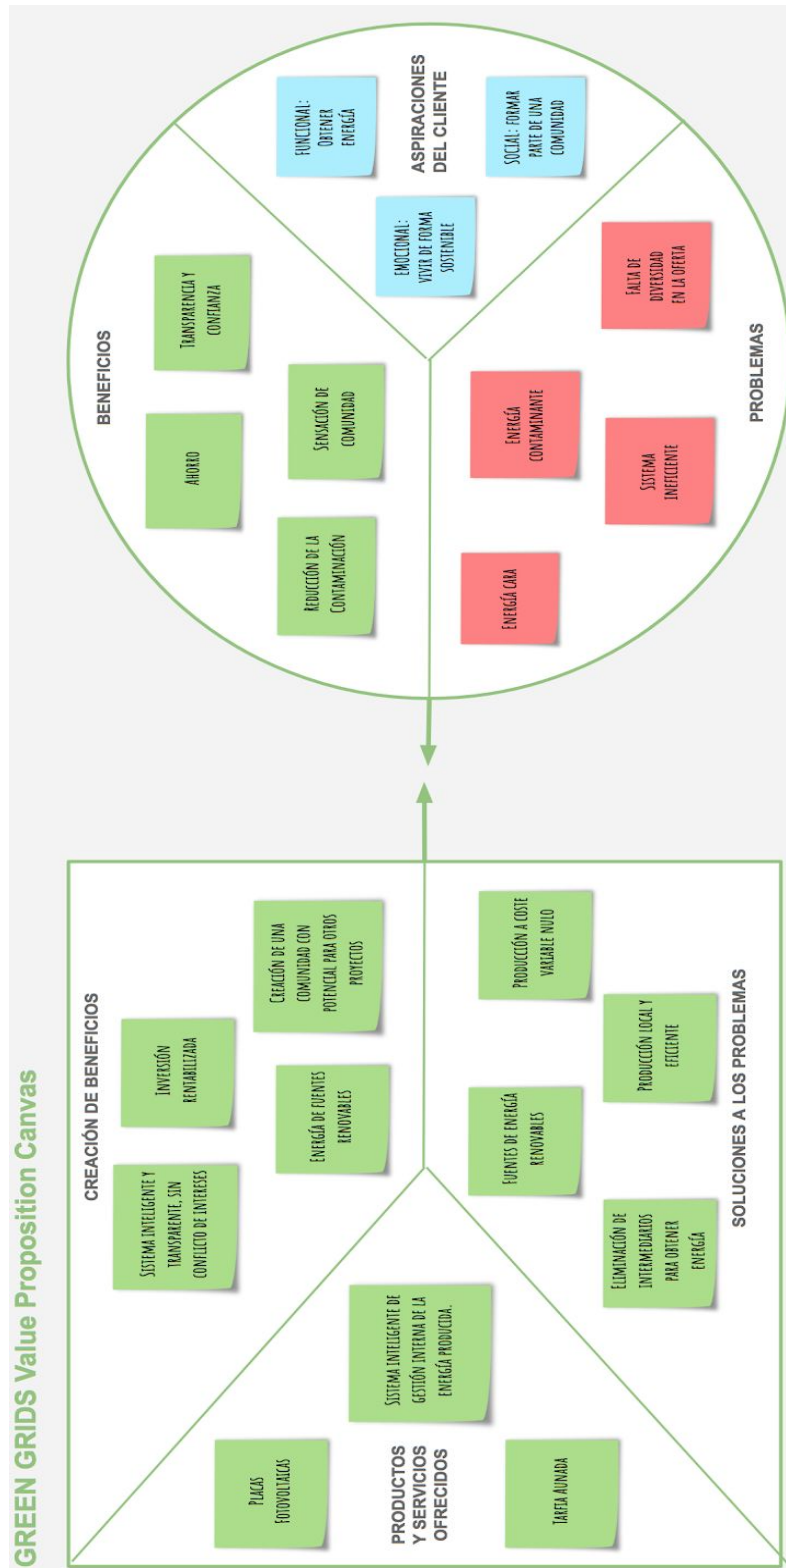 GREEN GRIDS Value Proposition Canvas
CREACIÓN DE BENEFICIOS
SISTEMA INTELIGENTE Y
TRANSPARENTE, SIN
CONFLICTO DE INTERESES
INVERSIÓN
RENTABILIZADA
ENERGÍA DE FUENTES
RENOVABLES
CREACIÓN DE UNA
COMUNIDAD CON
POTENCIAL PARA OTROS
PROYECTOS
PLACAS
FOTOVOLTAICAS
SISTEMA INTELIGENTE DE
GESTIÓN INTERNA DE LA
ENERGÍA PRODUCIDA.
PRODUCTOS
Y SERVICIOS
OFRECIDOS
TARFIA AUNADA
FUENTES DE ENERGÍA
RENOVABLES
PRODUCCIÓN A COSTE
VARIABLE NULO
ELIMINACIÓN DE
INTERMEDIARIOS
PARA OBTENER
ENERGÍA
PRODUCCIÓN LOCAL Y
EFICIENTE
SOLUCIONES A LOS PROBLEMAS
BENEFICIOS
AHORRO
TRANSPARENCIA Y
CONFIANZA
REDUCCIÓN DE LA
CONTAMINACIÓN
SENSACIÓN DE
COMUNIDAD
FUNCIONAL:
OBTENER
ENERGÍA
EMOCIONAL:
VIVIR DE FORMA
SOSTENIBLE
ASPIRACIONES
DEL CLIENTE
SOCIAL: FORMAR
PARTE DE UNA
COMUNIDAD
ENERGÍA CARA
ENERGÍA
CONTAMINANTE
SISTEMA
INEFICIENTE
FALTA DE
DIVERSIDAD
EN LA OFERTA
PROBLEMAS